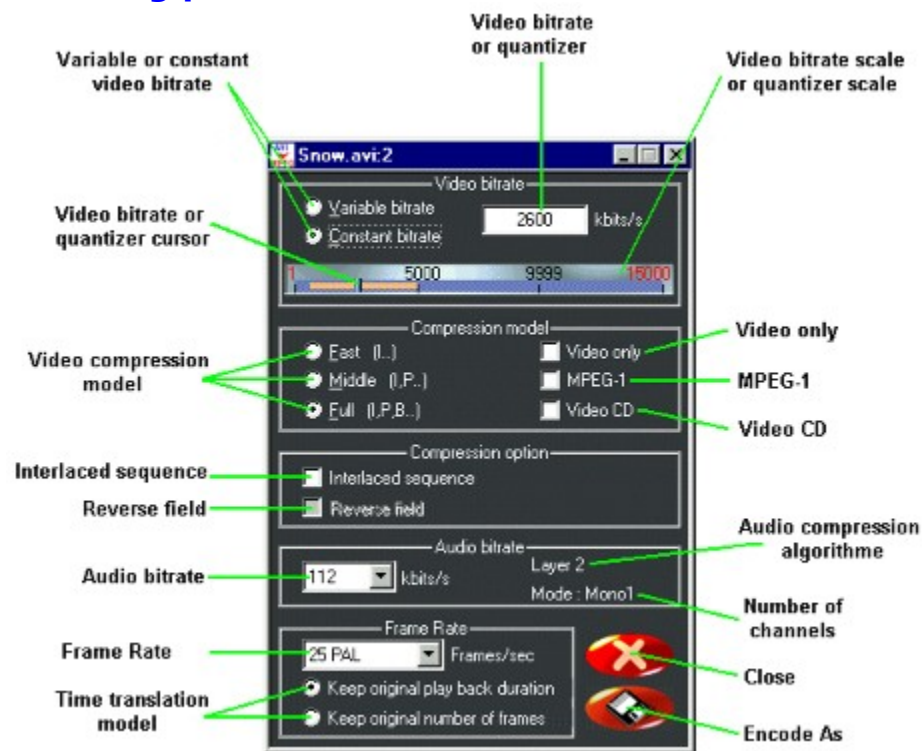 Video bitrate
or quantizer
Variable or constant
video bitrate
Video bitrate scale
or quantizer scale
Snow.avi:2
Video bitrate
Variable bitrate
2600 kbits/s
Constant bitrate
Video bitrate or
quantizer cursor
1 5000 9999 15000
Compression model
Fast (I..)
Video only
Video only
Video compression
model
Middle (I,P..)
MPEG-1
MPEG-1
Full (I,P,B..)
Video CD
Video CD
Compression option
Interlaced sequence
Interlaced sequence
Reverse field
Reverse field
Audio bitrate
Audio bitrate
112 kbits/s
Layer 2
Mode : Mono1
Audio compression
algorithme
Number of
channels
Frame Rate
Frame Rate
25 PAL Frames/sec
Time translation
model
Keep original play back duration
Keep original number of frames
Close
Encode As